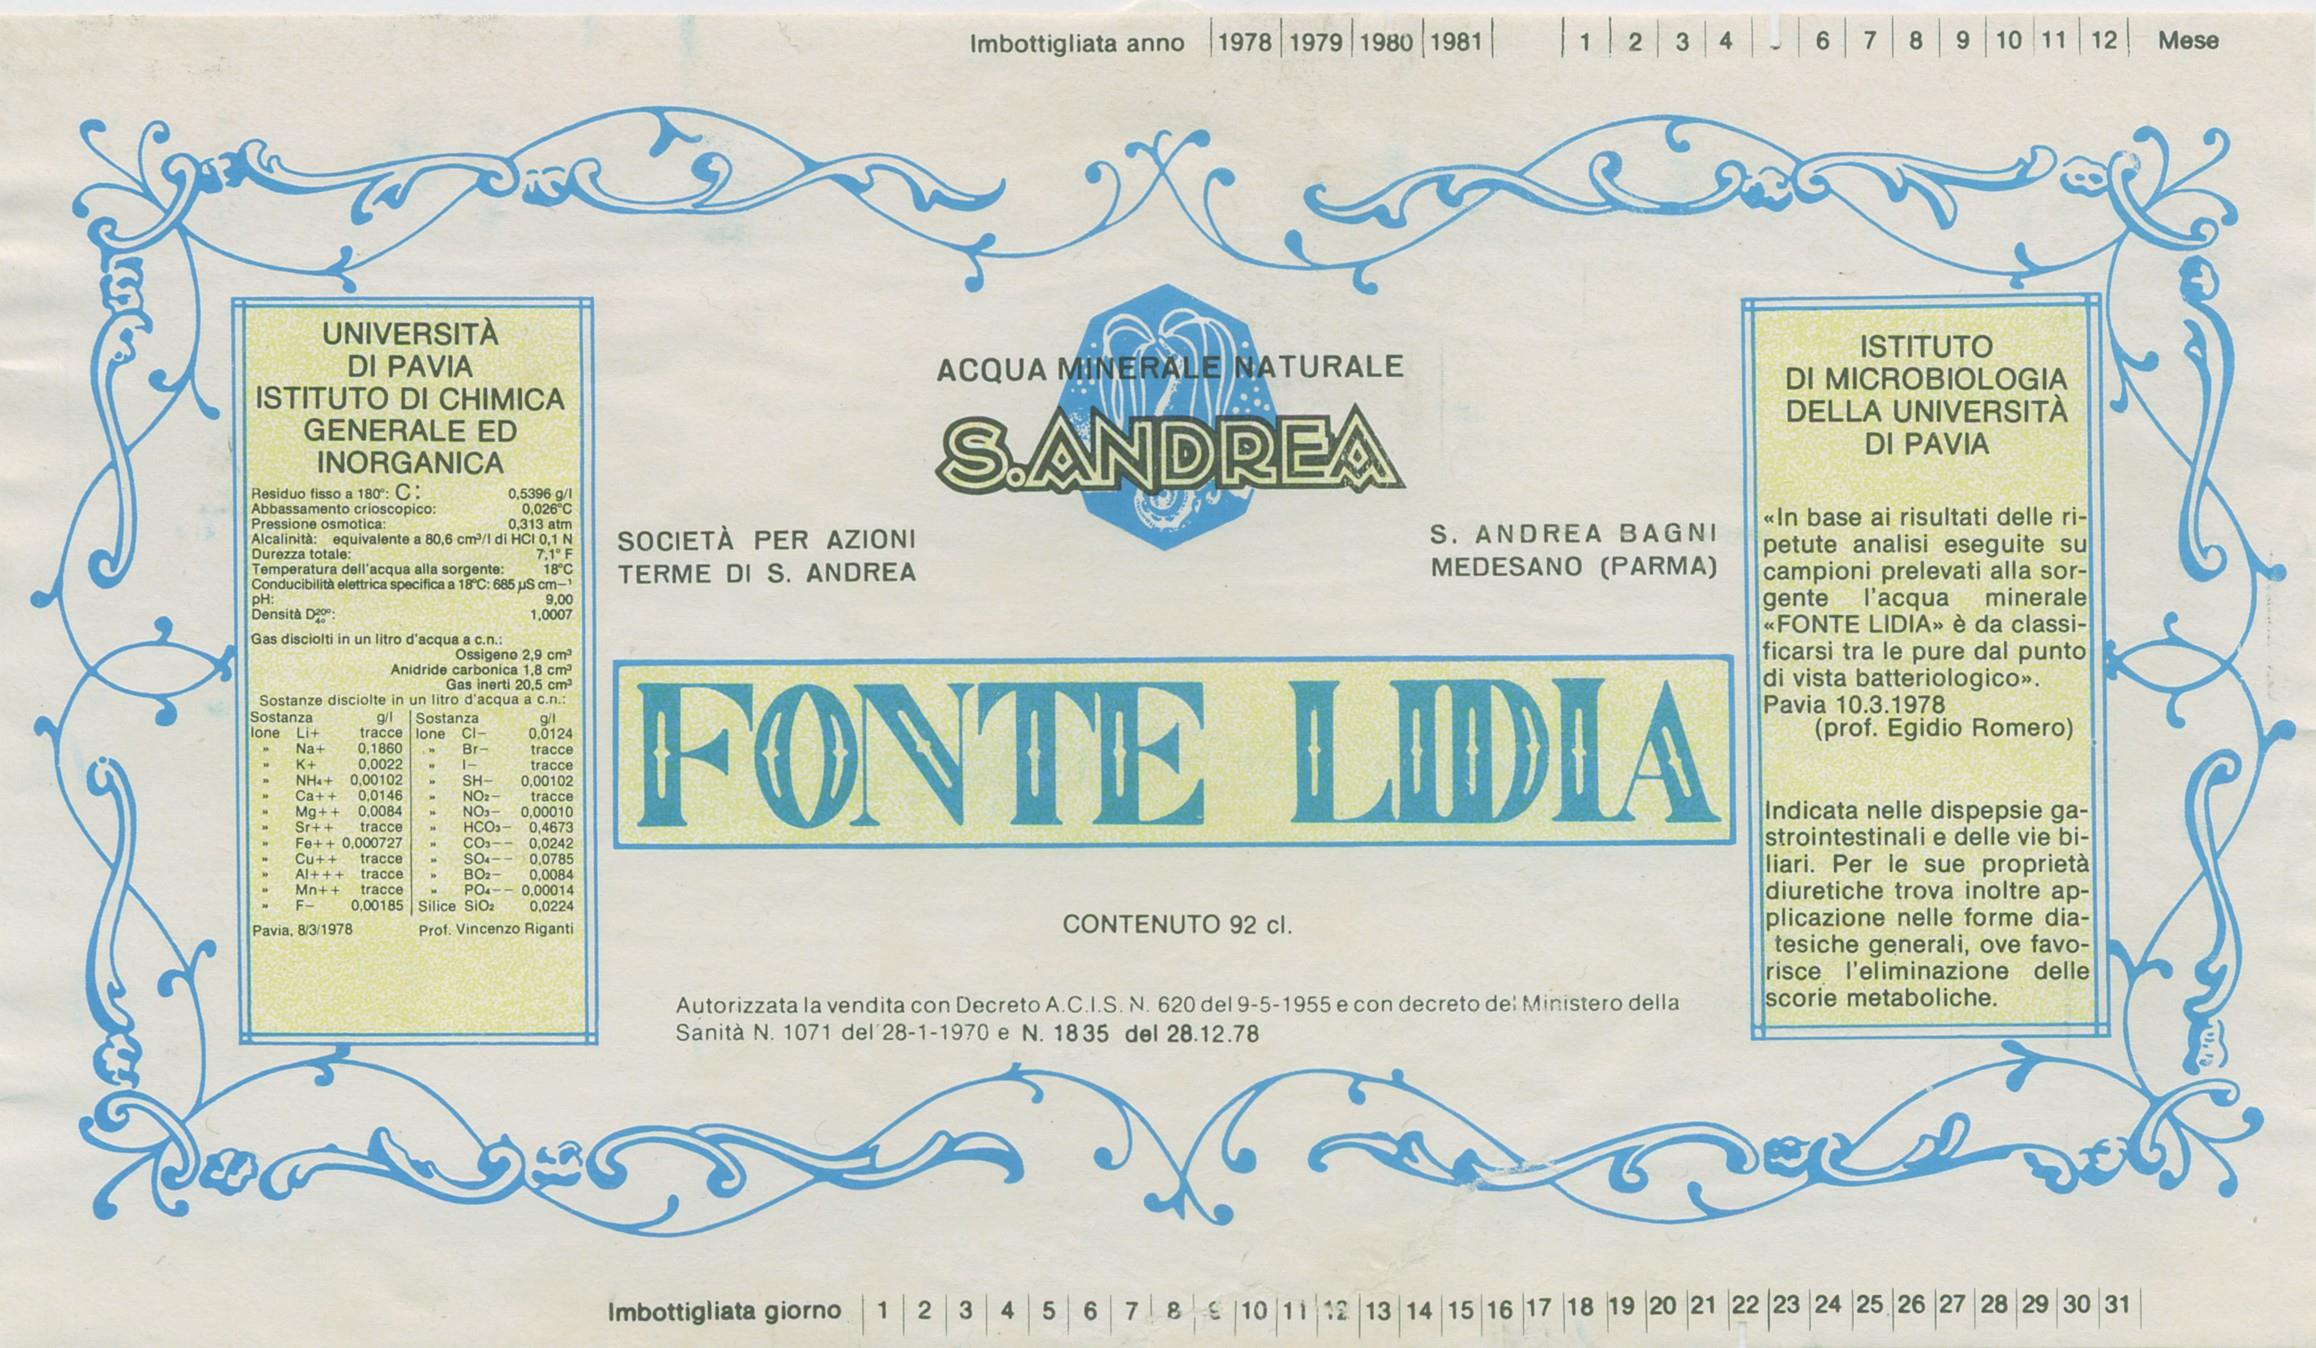 Imbottigliata anno 1978 1979 1980 1981 1 2 3 4 6 7 8 9 10 11 12 Mese
UNIVERSITÀ
DI PAVIA
ISTITUTO DI CHIMICA
GENERALE ED
INORGANICA
Residuo fisso a 180°: C: 0,5396 g/l
Abbassamento crioscopico: 0,026°C
Pressione osmotica: 0,313 atm
Alcalinità: equivalente a 80,6 cm³/l di HCl 0,1 N
Durezza totale: 7,1° F
Temperatura dell'acqua alla sorgente: 18°C
Conducibilità elettrica specifica a 18°C: 685 µS cm–¹
pH: 9,00
Densità D20°4°: 1,0007
Gas disciolti in un litro d'acqua a c.n.:
Ossigeno 2,9 cm³
Anidride carbonica 1,8 cm³
Gas inerti 20,5 cm³
Sostanze disciolte in un litro d'acqua a c.n.:
Sostanza g/l Sostanza g/l
Ione Li+ tracce Ione Cl– 0,0124
» Na+ 0,1860 » Br– tracce
» K+ 0,0022 » I– tracce
» NH₄+ 0,00102 » SH– 0,00102
» Ca++ 0,0146 » NO₂– tracce
» Mg++ 0,0084 » NO₃– 0,00010
» Sr++ tracce » HCO₃– 0,4673
» Fe++ 0,000727 » CO₃–– 0,0242
» Cu++ tracce » SO₄–– 0,0785
» Al+++ tracce » BO₂– 0,0084
» Mn++ tracce » PO₄–– 0,00014
» F– 0,00185 Silice SiO₂ 0,0224
Pavia, 8/3/1978 Prof. Vincenzo Riganti
ACQUA MINERALE NATURALE
S.ANDREA
SOCIETÀ PER AZIONI
TERME DI S. ANDREA
S. ANDREA BAGNI
MEDESANO (PARMA)
FONTE LIDIA
CONTENUTO 92 cl.
Autorizzata la vendita con Decreto A.C.I.S. N. 620 del 9-5-1955 e con decreto del Ministero della
Sanità N. 1071 del 28-1-1970 e N. 1835 del 28.12.78
ISTITUTO
DI MICROBIOLOGIA
DELLA UNIVERSITÀ
DI PAVIA
«In base ai risultati delle ri-
petute analisi eseguite su
campioni prelevati alla sor-
gente l'acqua minerale
«FONTE LIDIA» è da classi-
ficarsi tra le pure dal punto
di vista batteriologico».
Pavia 10.3.1978
(prof. Egidio Romero)
Indicata nelle dispepsie ga-
strointestinali e delle vie bi-
liari. Per le sue proprietà
diuretiche trova inoltre ap-
plicazione nelle forme dia-
tesiche generali, ove favo-
risce l'eliminazione delle
scorie metaboliche.
Imbottigliata giorno 1 2 3 4 5 6 7 8 9 10 11 12 13 14 15 16 17 18 19 20 21 22 23 24 25 26 27 28 29 30 31